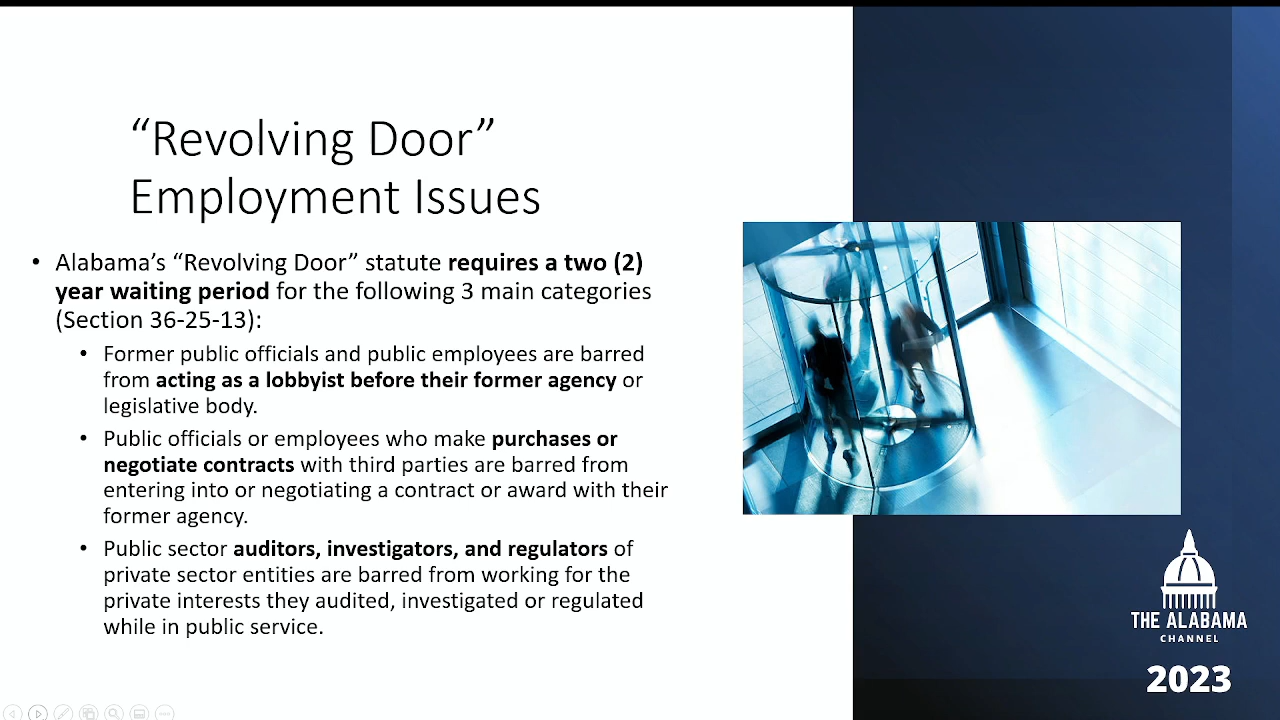 “Revolving Door”
Employment Issues
• Alabama’s “Revolving Door” statute requires a two (2)
year waiting period for the following 3 main categories
(Section 36-25-13):
• Former public officials and public employees are barred
from acting as a lobbyist before their former agency or
legislative body.
• Public officials or employees who make purchases or
negotiate contracts with third parties are barred from
entering into or negotiating a contract or award with their
former agency.
• Public sector auditors, investigators, and regulators of
private sector entities are barred from working for the
private interests they audited, investigated or regulated
while in public service.
THE ALABAMA
CHANNEL
2023